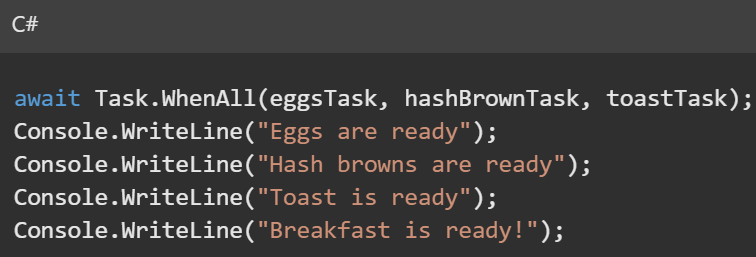 C#
await Task.WhenAll(eggsTask, hashBrownTask, toastTask);
Console.WriteLine("Eggs are ready");
Console.WriteLine("Hash browns are ready");
Console.WriteLine("Toast is ready");
Console.WriteLine("Breakfast is ready!");